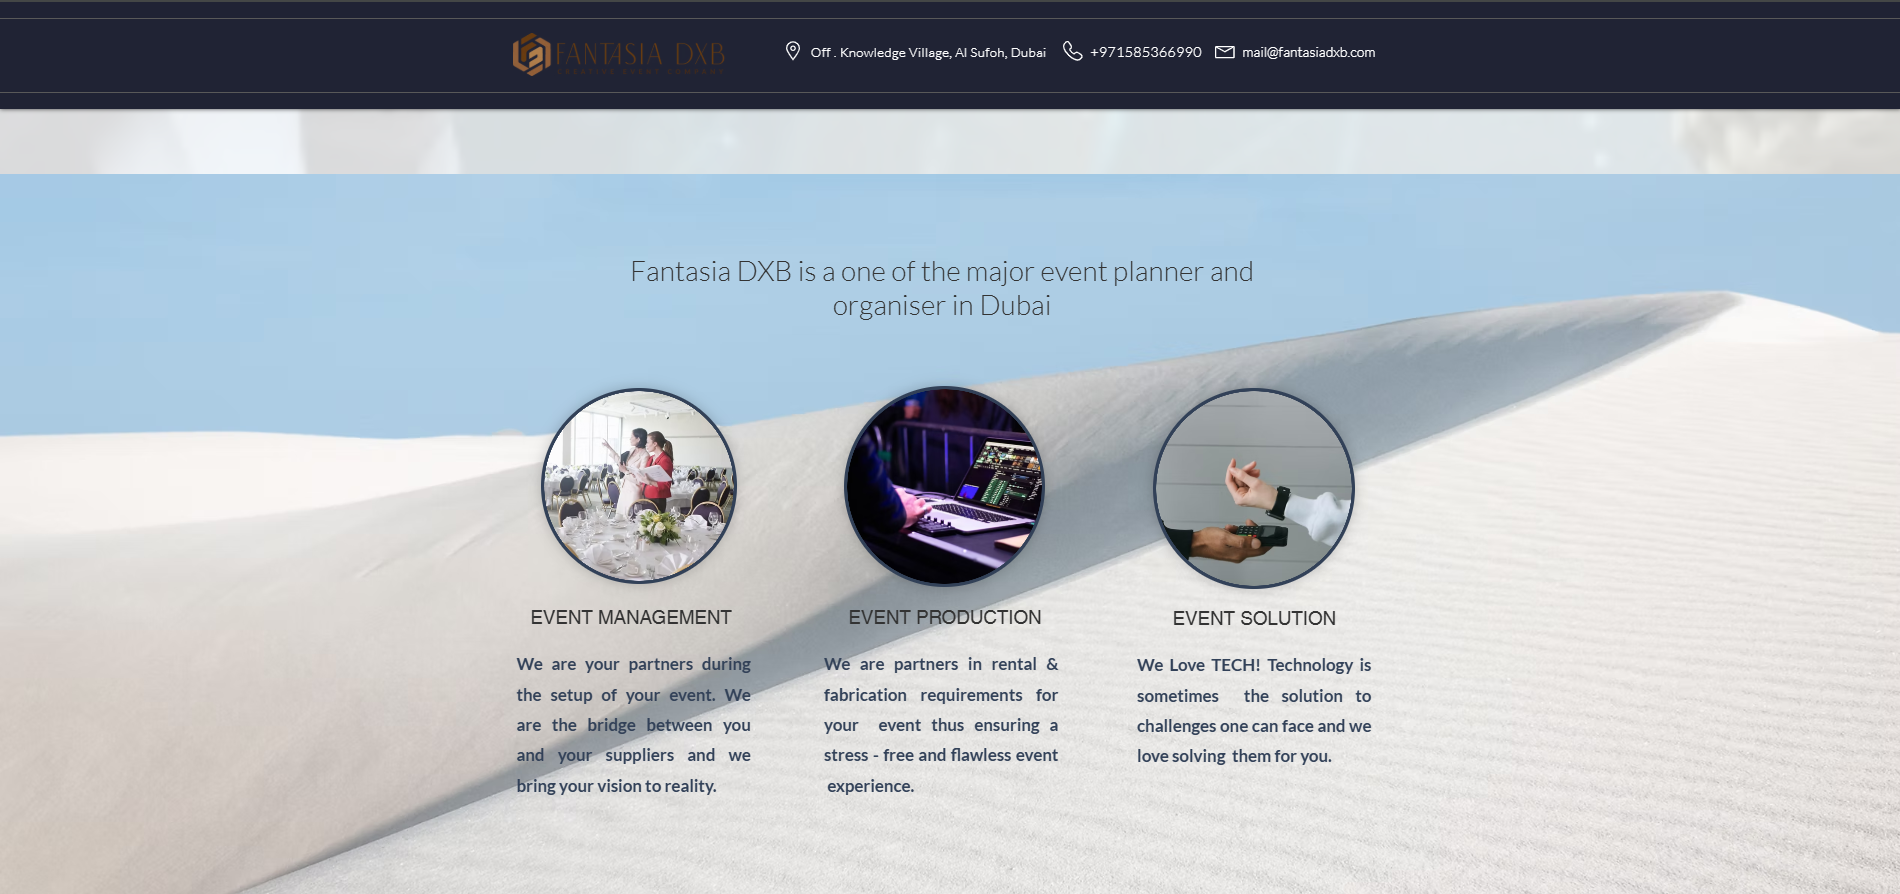 FANTASIA DXB
CREATIVE EVENT COMPANY
Off . Knowledge Village, Al Sufoh, Dubai
+971585366990
mail@fantasiadxb.com
Fantasia DXB is a one of the major event planner and
organiser in Dubai
EVENT MANAGEMENT
We are your partners during
the setup of your event. We
are the bridge between you
and your suppliers and we
bring your vision to reality.
EVENT PRODUCTION
We are partners in rental &
fabrication requirements for
your event thus ensuring a
stress - free and flawless event
experience.
EVENT SOLUTION
We Love TECH! Technology is
sometimes the solution to
challenges one can face and we
love solving them for you.